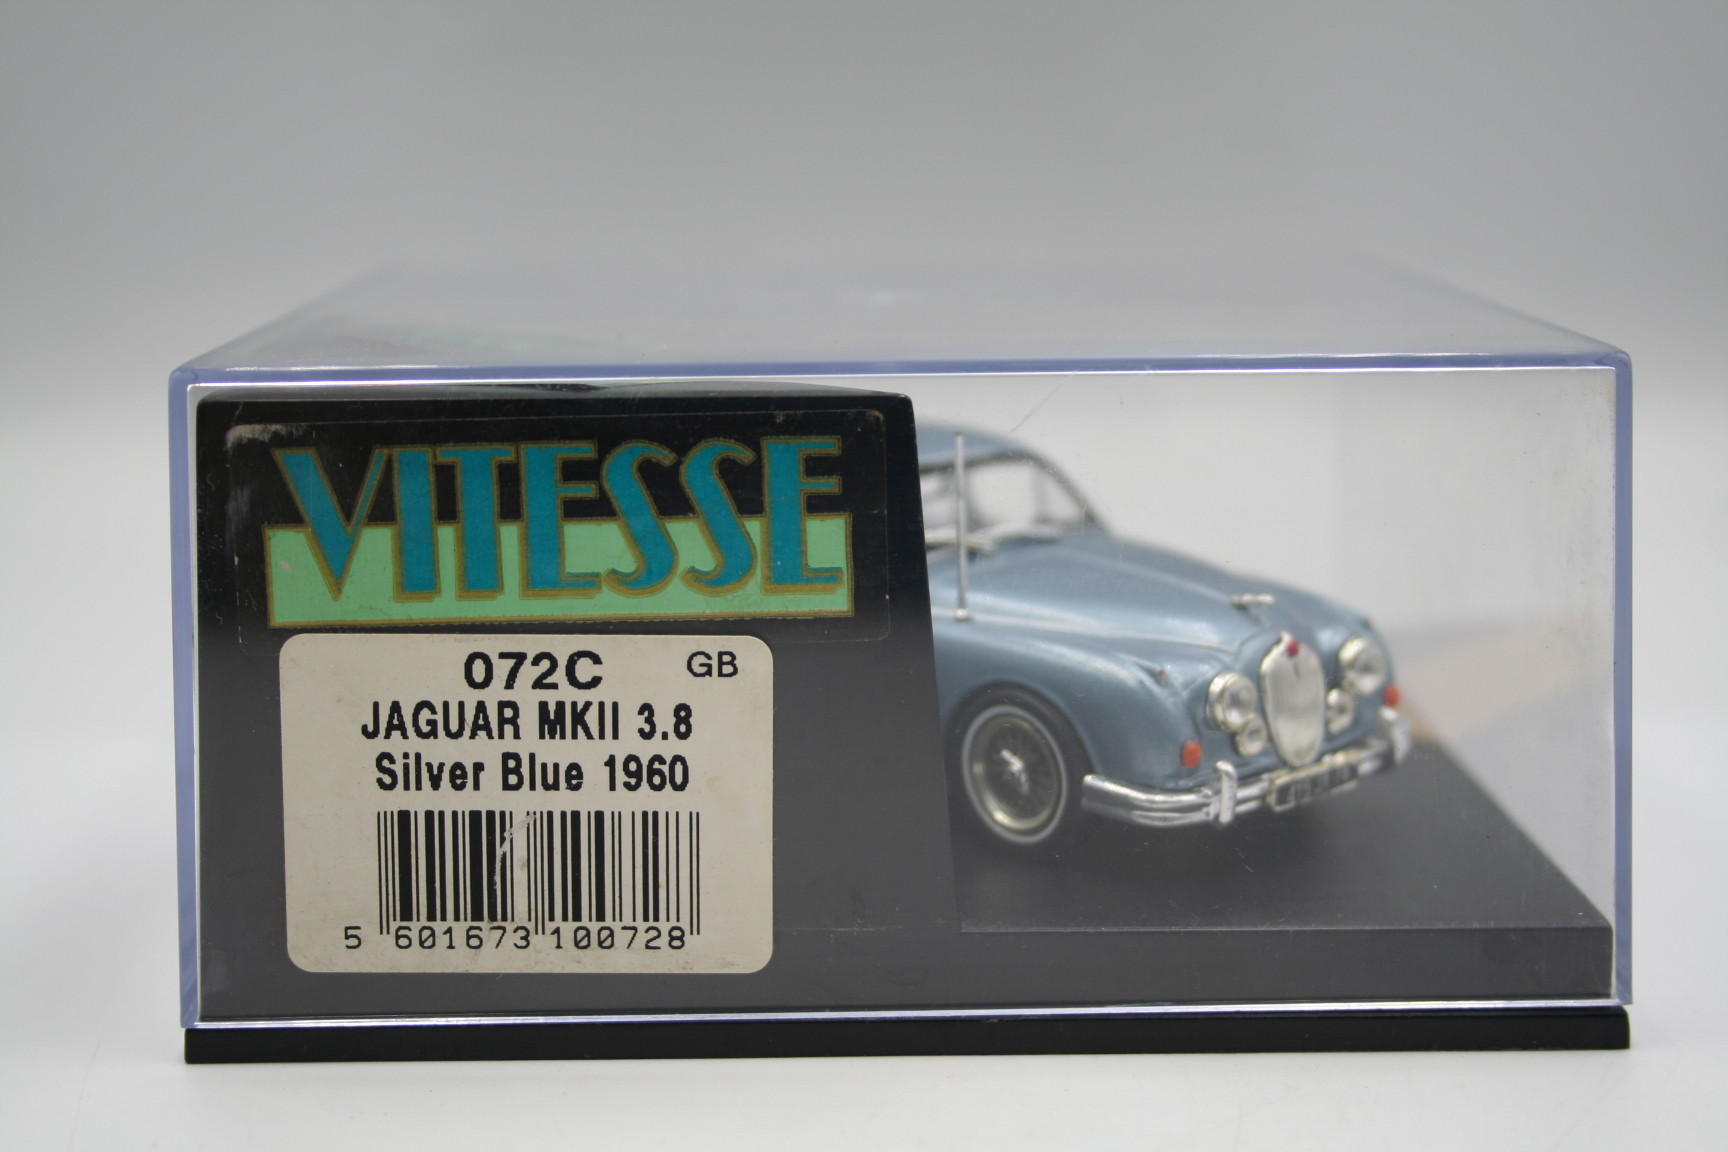 VITESSE
072C GB
JAGUAR MKII 3.8
Silver Blue 1960
5 601673 100728